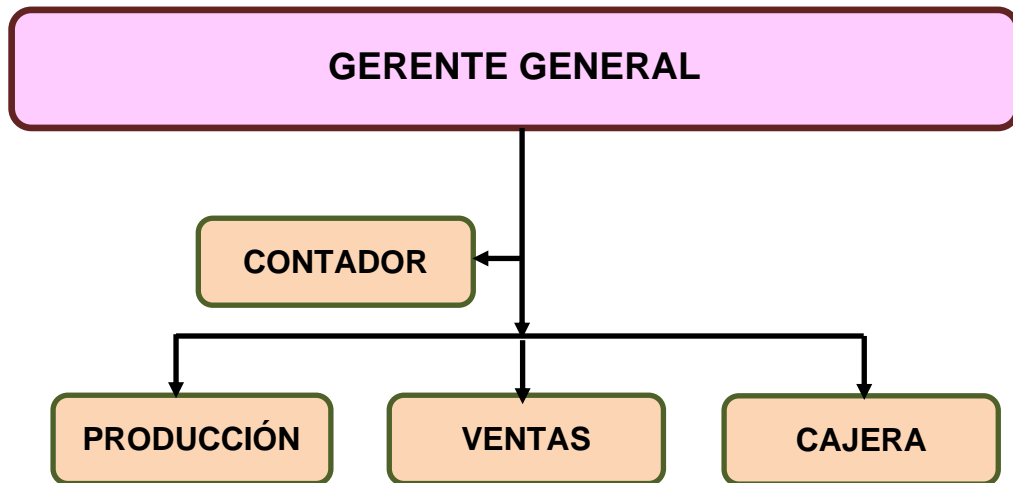 GERENTE GENERAL
CONTADOR
PRODUCCIÓN
VENTAS
CAJERA